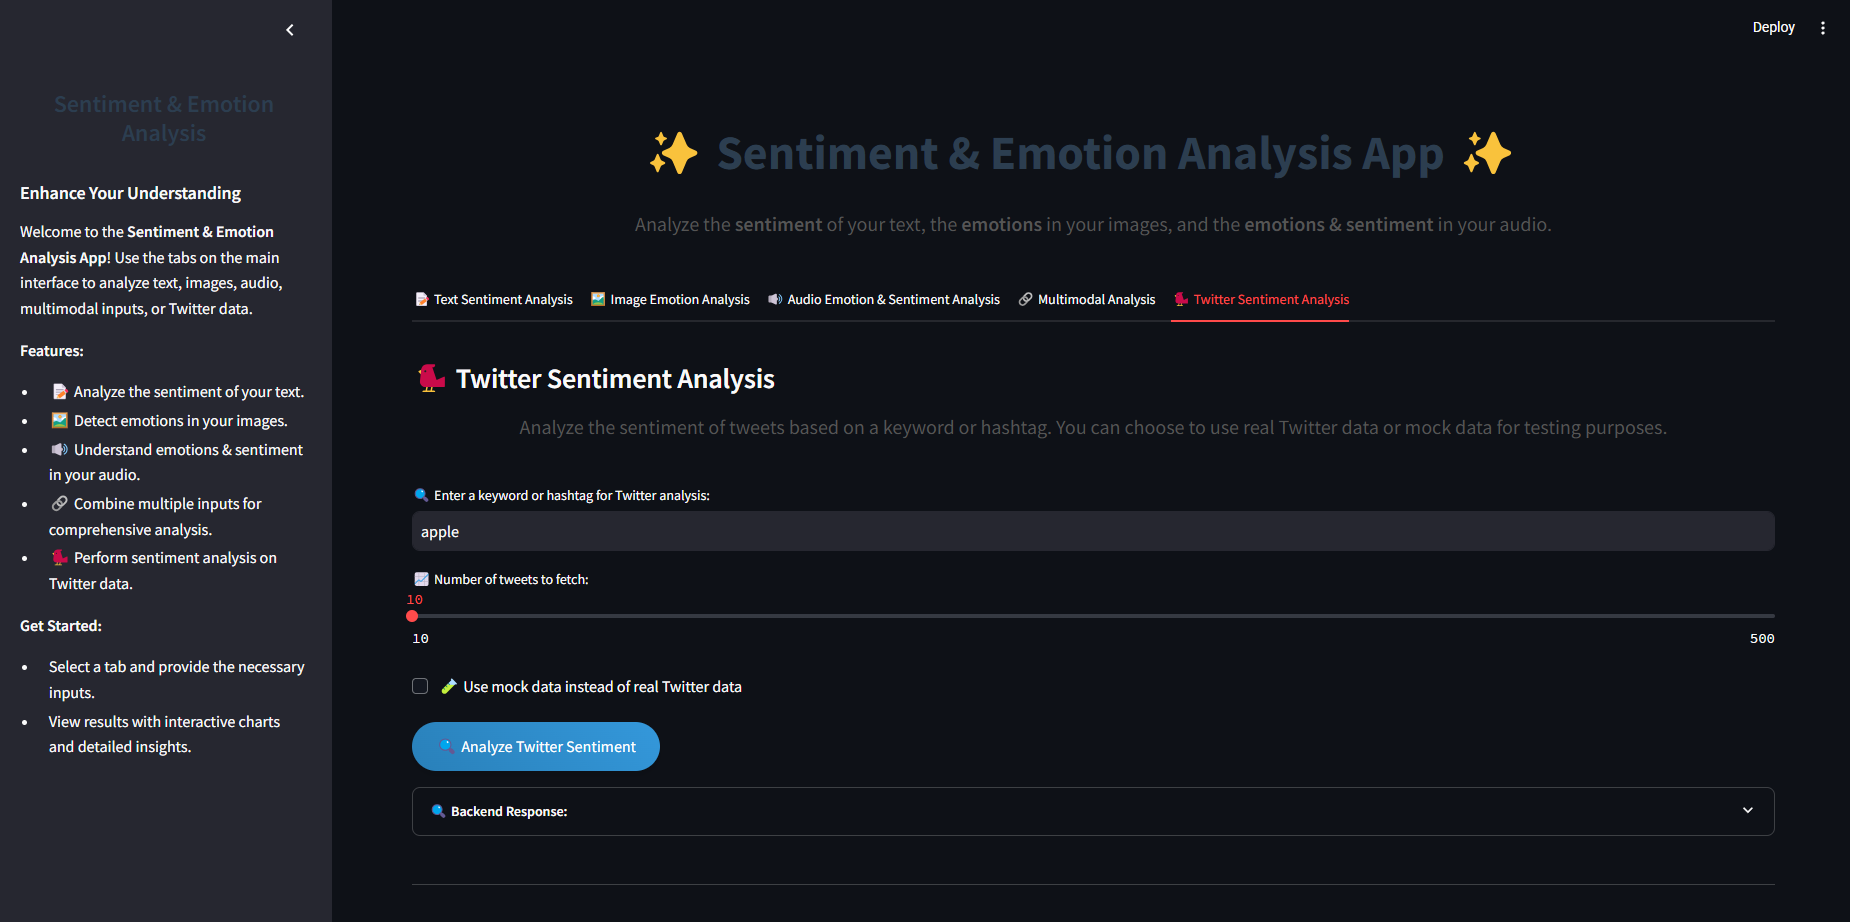 Deploy
Sentiment & Emotion
Analysis
Enhance Your Understanding
Welcome to the Sentiment & Emotion
Analysis App! Use the tabs on the main
interface to analyze text, images, audio,
multimodal inputs, or Twitter data.
Features:
📝 Analyze the sentiment of your text.
🖼️ Detect emotions in your images.
🔊 Understand emotions & sentiment
in your audio.
🔗 Combine multiple inputs for
comprehensive analysis.
🐦 Perform sentiment analysis on
Twitter data.
Get Started:
Select a tab and provide the necessary
inputs.
View results with interactive charts
and detailed insights.
✨ Sentiment & Emotion Analysis App ✨
Analyze the sentiment of your text, the emotions in your images, and the emotions & sentiment in your audio.
📝 Text Sentiment Analysis 🖼️ Image Emotion Analysis 🔊 Audio Emotion & Sentiment Analysis 🔗 Multimodal Analysis 🐦 Twitter Sentiment Analysis
🐦 Twitter Sentiment Analysis
Analyze the sentiment of tweets based on a keyword or hashtag. You can choose to use real Twitter data or mock data for testing purposes.
🔍 Enter a keyword or hashtag for Twitter analysis:
apple
📈 Number of tweets to fetch:
10
10 500
🧪 Use mock data instead of real Twitter data
🔍 Analyze Twitter Sentiment
🔍 Backend Response: